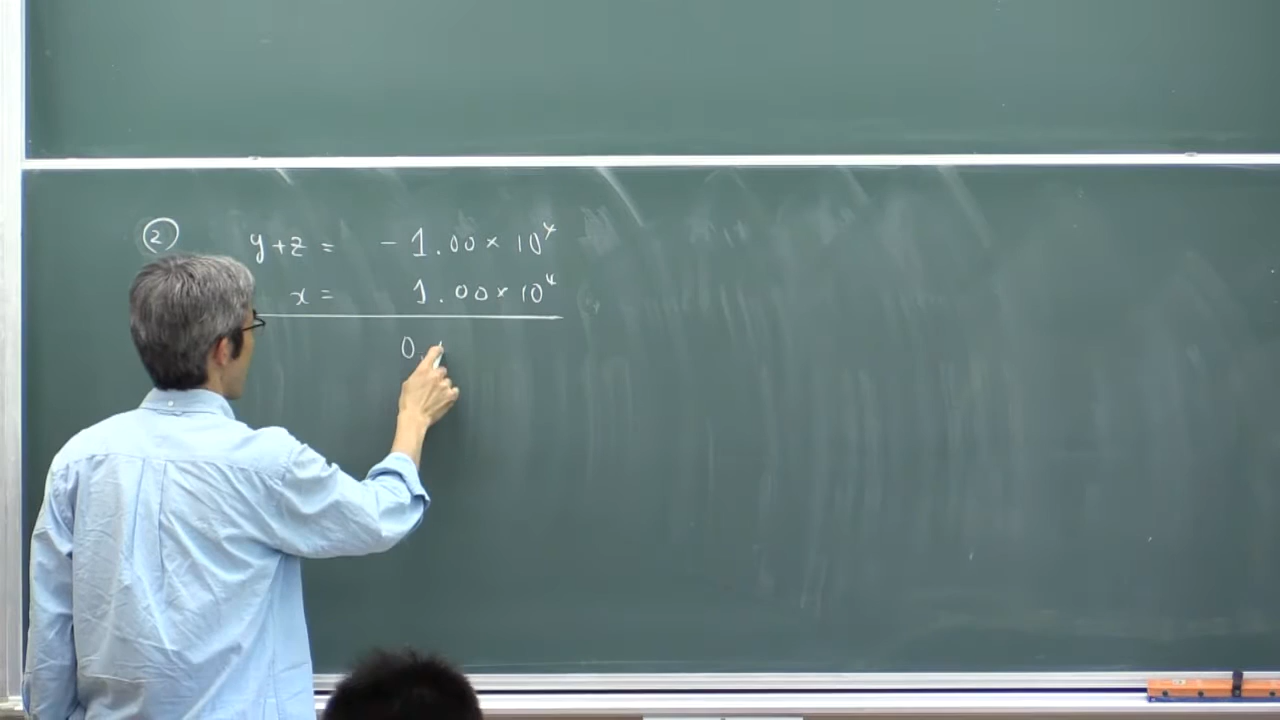 ② y+z = - 1.00 × 10⁴
x = 1.00 × 10⁴
0.